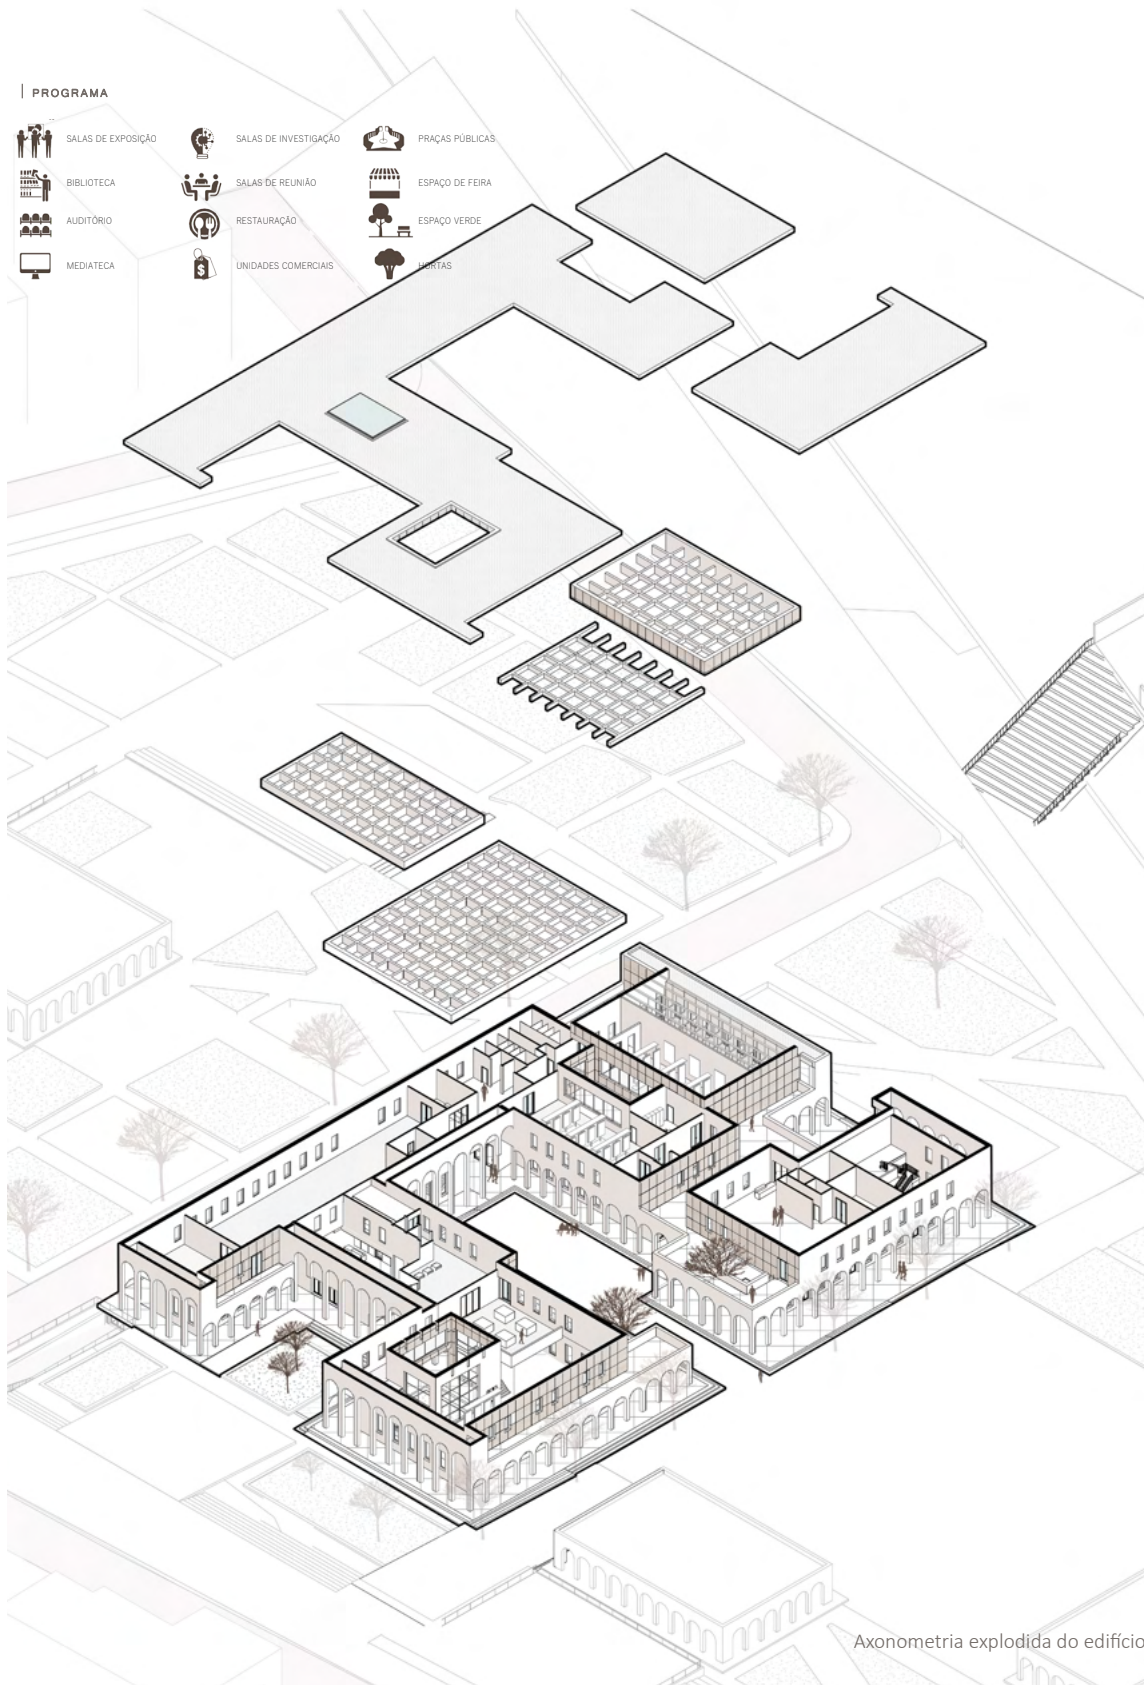 PROGRAMA
SALAS DE EXPOSIÇÃO
SALAS DE INVESTIGAÇÃO
PRAÇAS PÚBLICAS
BIBLIOTECA
SALAS DE REUNIÃO
ESPAÇO DE FEIRA
AUDITÓRIO
RESTAURAÇÃO
ESPAÇO VERDE
MEDIATECA
UNIDADES COMERCIAIS
HORTAS
Axonometria explodida do edifício